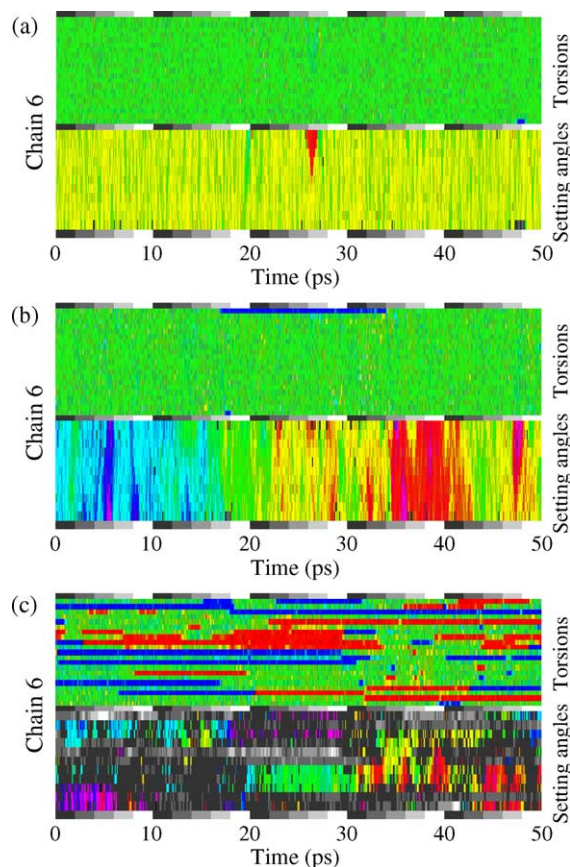 (a)
Chain 6
Torsions
Setting angles
0 10 20 30 40 50
Time (ps)
(b)
Chain 6
Torsions
Setting angles
0 10 20 30 40 50
Time (ps)
(c)
Chain 6
Torsions
Setting angles
0 10 20 30 40 50
Time (ps)